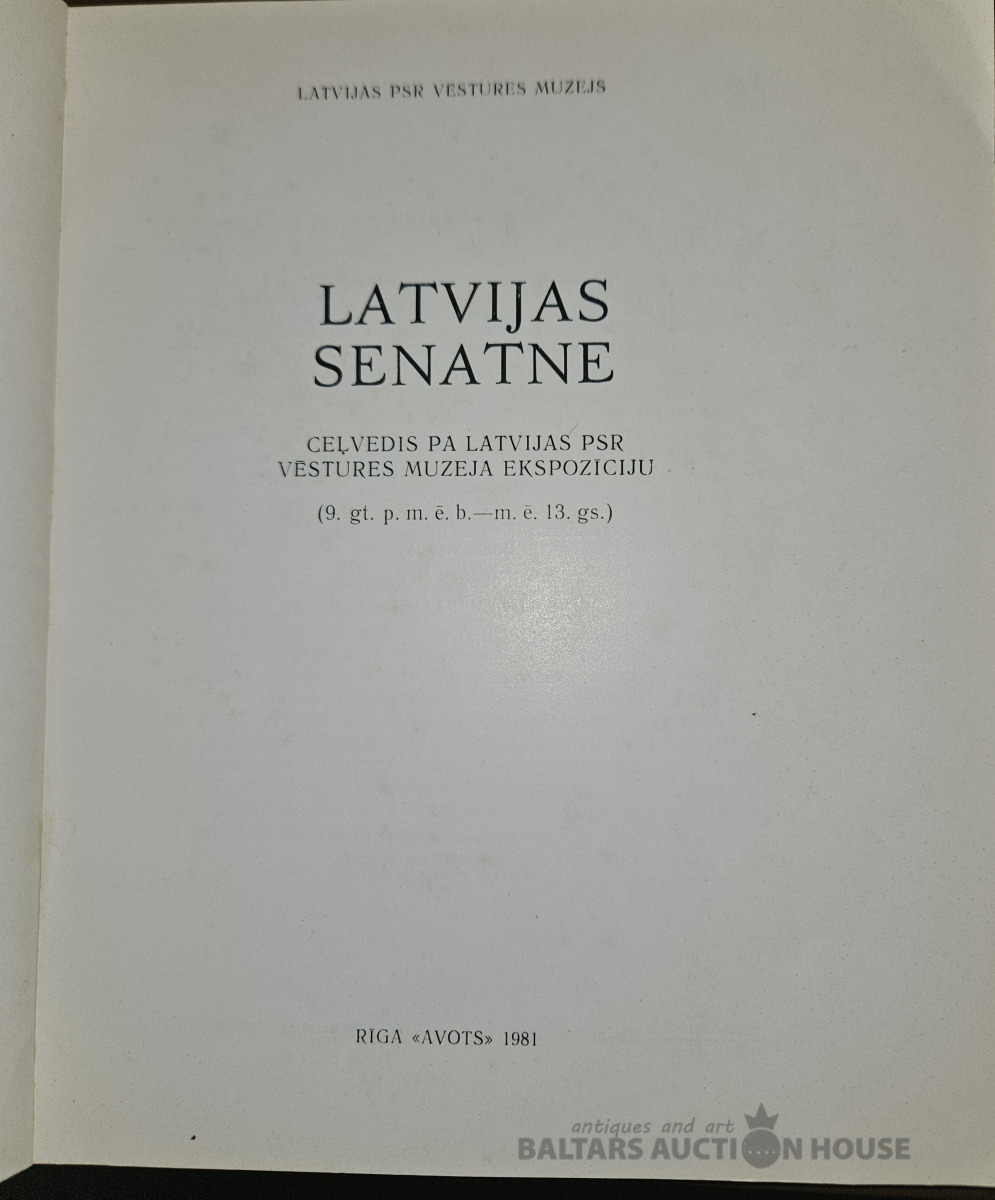 LATVIJAS PSR VĒSTURES MUZEJS
LATVIJAS
SENATNE
CEĻVEDIS PA LATVIJAS PSR
VĒSTURES MUZEJA EKSPOZĪCIJU
(9. gt. p. m. ē. b.—m. ē. 13. gs.)
RĪGA «AVOTS» 1981
antiques and art
BALTARS AUCTION HOUSE